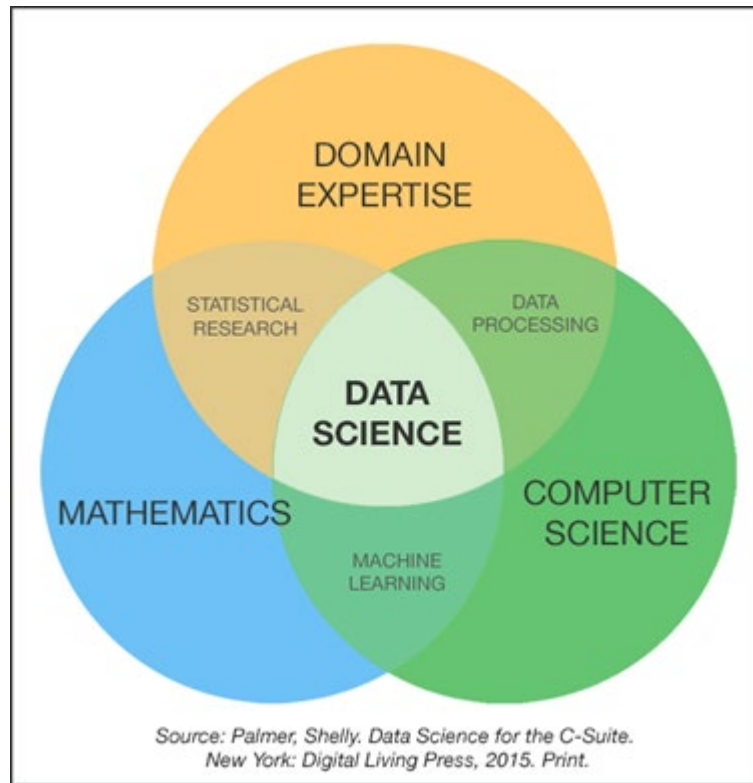 DOMAIN
EXPERTISE
STATISTICAL
RESEARCH
DATA
PROCESSING
DATA
SCIENCE
MATHEMATICS
COMPUTER
SCIENCE
MACHINE
LEARNING
Source: Palmer, Shelly. Data Science for the C-Suite.
New York: Digital Living Press, 2015. Print.